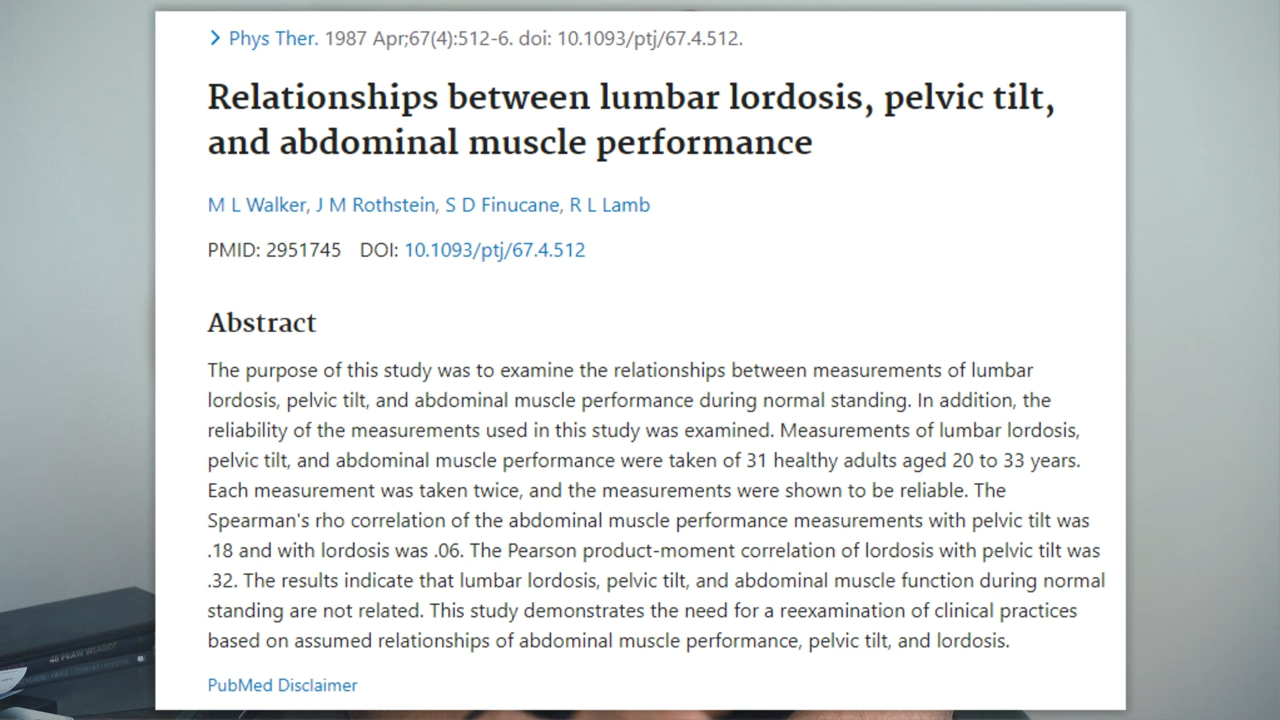 Phys Ther. 1987 Apr;67(4):512-6. doi: 10.1093/ptj/67.4.512.
Relationships between lumbar lordosis, pelvic tilt,
and abdominal muscle performance
M L Walker, J M Rothstein, S D Finucane, R L Lamb
PMID: 2951745 DOI: 10.1093/ptj/67.4.512
Abstract
The purpose of this study was to examine the relationships between measurements of lumbar
lordosis, pelvic tilt, and abdominal muscle performance during normal standing. In addition, the
reliability of the measurements used in this study was examined. Measurements of lumbar lordosis,
pelvic tilt, and abdominal muscle performance were taken of 31 healthy adults aged 20 to 33 years.
Each measurement was taken twice, and the measurements were shown to be reliable. The
Spearman's rho correlation of the abdominal muscle performance measurements with pelvic tilt was
.18 and with lordosis was .06. The Pearson product-moment correlation of lordosis with pelvic tilt was
.32. The results indicate that lumbar lordosis, pelvic tilt, and abdominal muscle function during normal
standing are not related. This study demonstrates the need for a reexamination of clinical practices
based on assumed relationships of abdominal muscle performance, pelvic tilt, and lordosis.
48 PRAW WŁADZY
PubMed Disclaimer